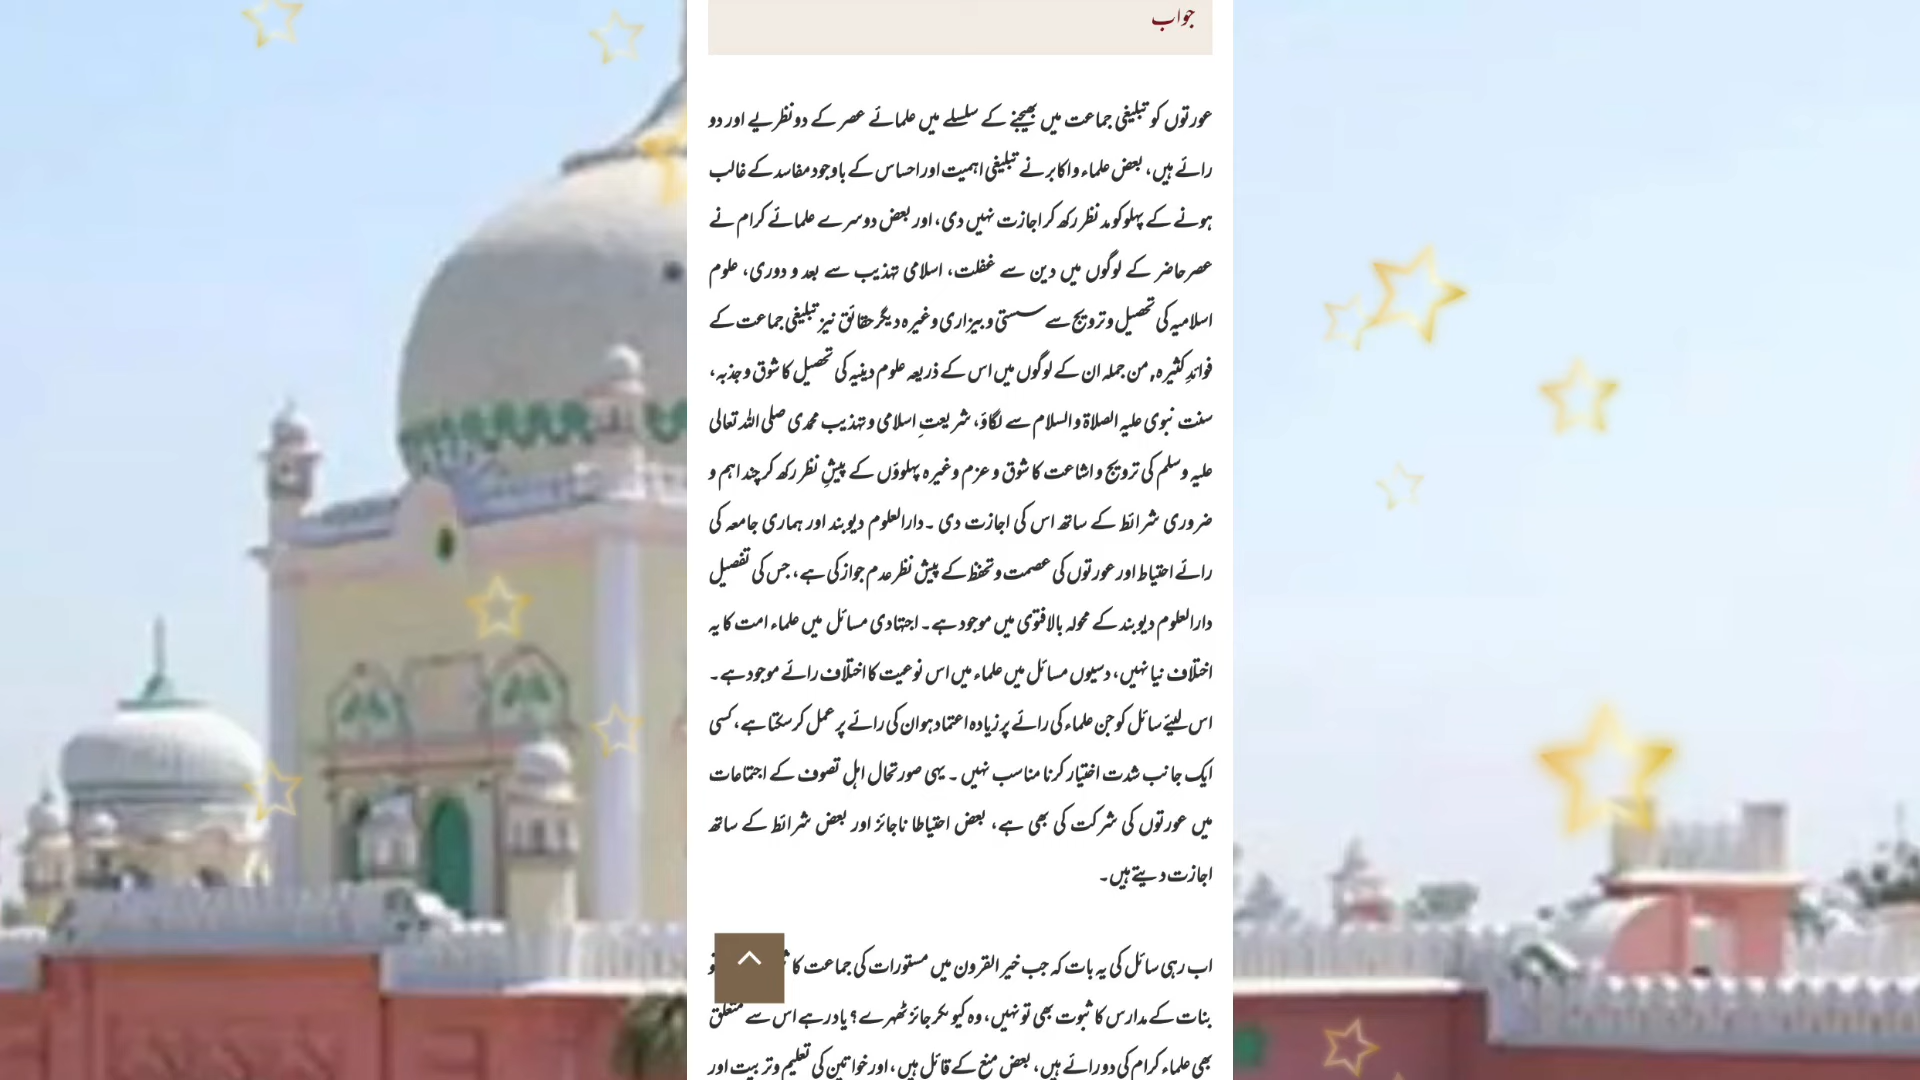 جواب
عورتوں کو تبلیغی جماعت میں بھیجنے کے سلسلے میں علمائے عصر کے دو نظریے اور دو
رائے ہیں، بعض علماء و اکابر نے تبلیغی اہمیت اور احساس کے باوجود مفاسد کے غالب
ہونے کے پہلو کو مد نظر رکھ کر اجازت نہیں دی، اور بعض دوسرے علمائے کرام نے
عصر حاضر کے لوگوں میں دین سے غفلت، اسلامی تہذیب سے بعد و دوری، علوم
اسلامیہ کی تحصیل و ترویج سے سستی و بیزاری وغیرہ دیگر حقائق نیز تبلیغی جماعت کے
فوائدِ کثیرہ, من جملہ ان کے لوگوں میں اس کے ذریعہ علوم دینیہ کی تحصیل کا شوق و جذبہ،
سنت نبوی علیہ الصلاة و السلام سے لگاؤ، شریعتِ اسلامی و تہذیب محمدی صلی اللہ تعالی
علیہ وسلم کی ترویج و اشاعت کا شوق و عزم وغیرہ پہلوؤں کے پیشِ نظر رکھ کر چند اہم و
ضروری شرائط کے ساتھ اس کی اجازت دی ۔دارالعلوم دیوبند اور ہماری جامعہ کی
رائے احتیاط اور عورتوں کی عصمت و تحفظ کے پیش نظر عدم جواز کی ہے، جس کی تفصیل
دارالعلوم دیوبند کے محولہ بالا فتوی میں موجود ہے۔ اجتہادی مسائل میں علماء امت کا یہ
اختلاف نیا نہیں، دسیوں مسائل میں علماء میں اس نوعیت کا اختلاف رائے موجود ہے۔
اس لیئے سائل کو جن علماء کی رائے پر زیادہ اعتماد ہو ان کی رائے پر عمل کر سکتا ہے، کسی
ایک جانب شدت اختیار کرنا مناسب نہیں ۔ یہی صورتحال اہل تصوف کے اجتماعات
میں عورتوں کی شرکت کی بھی ہے، بعض احتیاطا ناجائز اور بعض شرائط کے ساتھ
اجازت دیتے ہیں۔
اب رہی سائل کی یہ بات کہ جب خیر القرون میں مستورات کی جماعت کا
بنات کے مدارس کا ثبوت بھی تو نہیں، وہ کیونکر جائز ٹھہرے؟ یاد رہے اس سے متعلق
بھی علماء کرام کی دو رائے ہیں، بعض منع کے قائل ہیں، اور خواتین کی تعلیم و تربیت اور